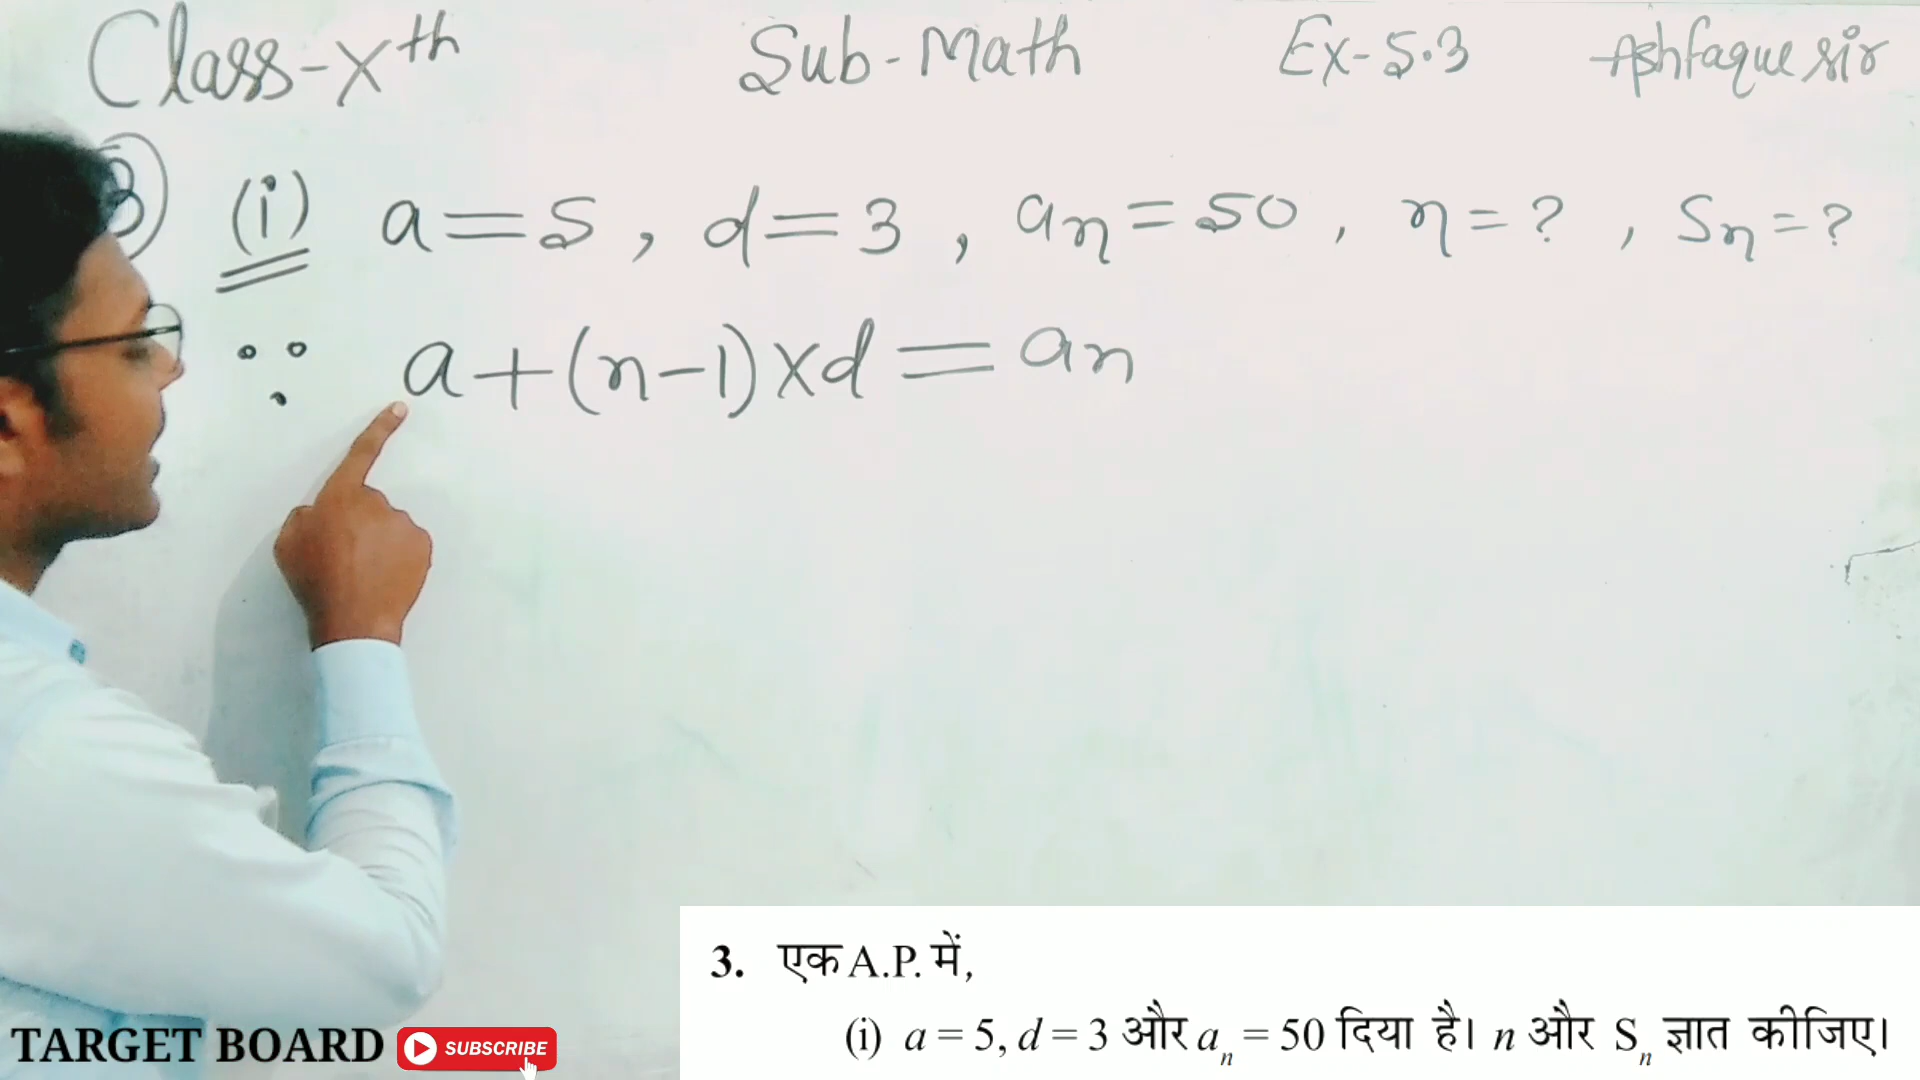 Class-Xth Sub-Math Ex-5.3 Ashfaque sir
3 (i) a=5, d=3, an=50, n=?, Sn=?
∵ a+(n-1)×d=an
3. एक A.P. में,
(i) a = 5, d = 3 और an = 50 दिया है। n और Sn ज्ञात कीजिए।
TARGET BOARD SUBSCRIBE